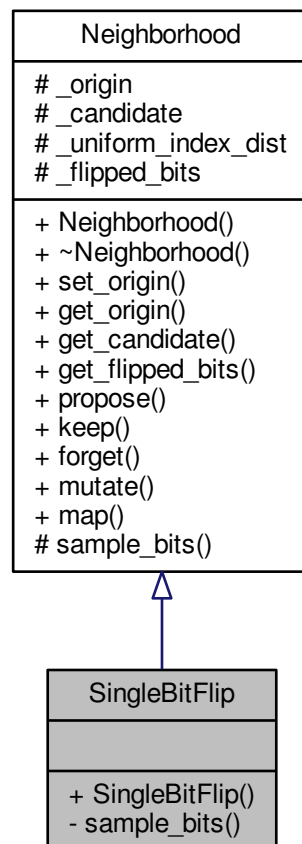 Neighborhood
# _origin
# _candidate
# _uniform_index_dist
# _flipped_bits
+ Neighborhood()
+ ~Neighborhood()
+ set_origin()
+ get_origin()
+ get_candidate()
+ get_flipped_bits()
+ propose()
+ keep()
+ forget()
+ mutate()
+ map()
# sample_bits()
SingleBitFlip
+ SingleBitFlip()
- sample_bits()